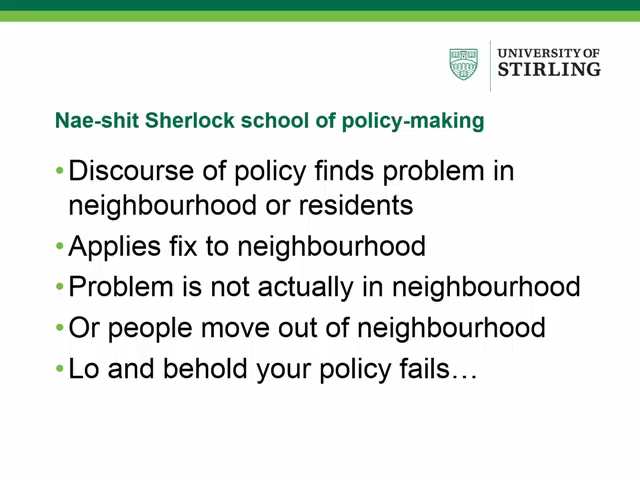 UNIVERSITY OF
STIRLING
Nae-shit Sherlock school of policy-making
•Discourse of policy finds problem in
neighbourhood or residents
•Applies fix to neighbourhood
•Problem is not actually in neighbourhood
•Or people move out of neighbourhood
•Lo and behold your policy fails…